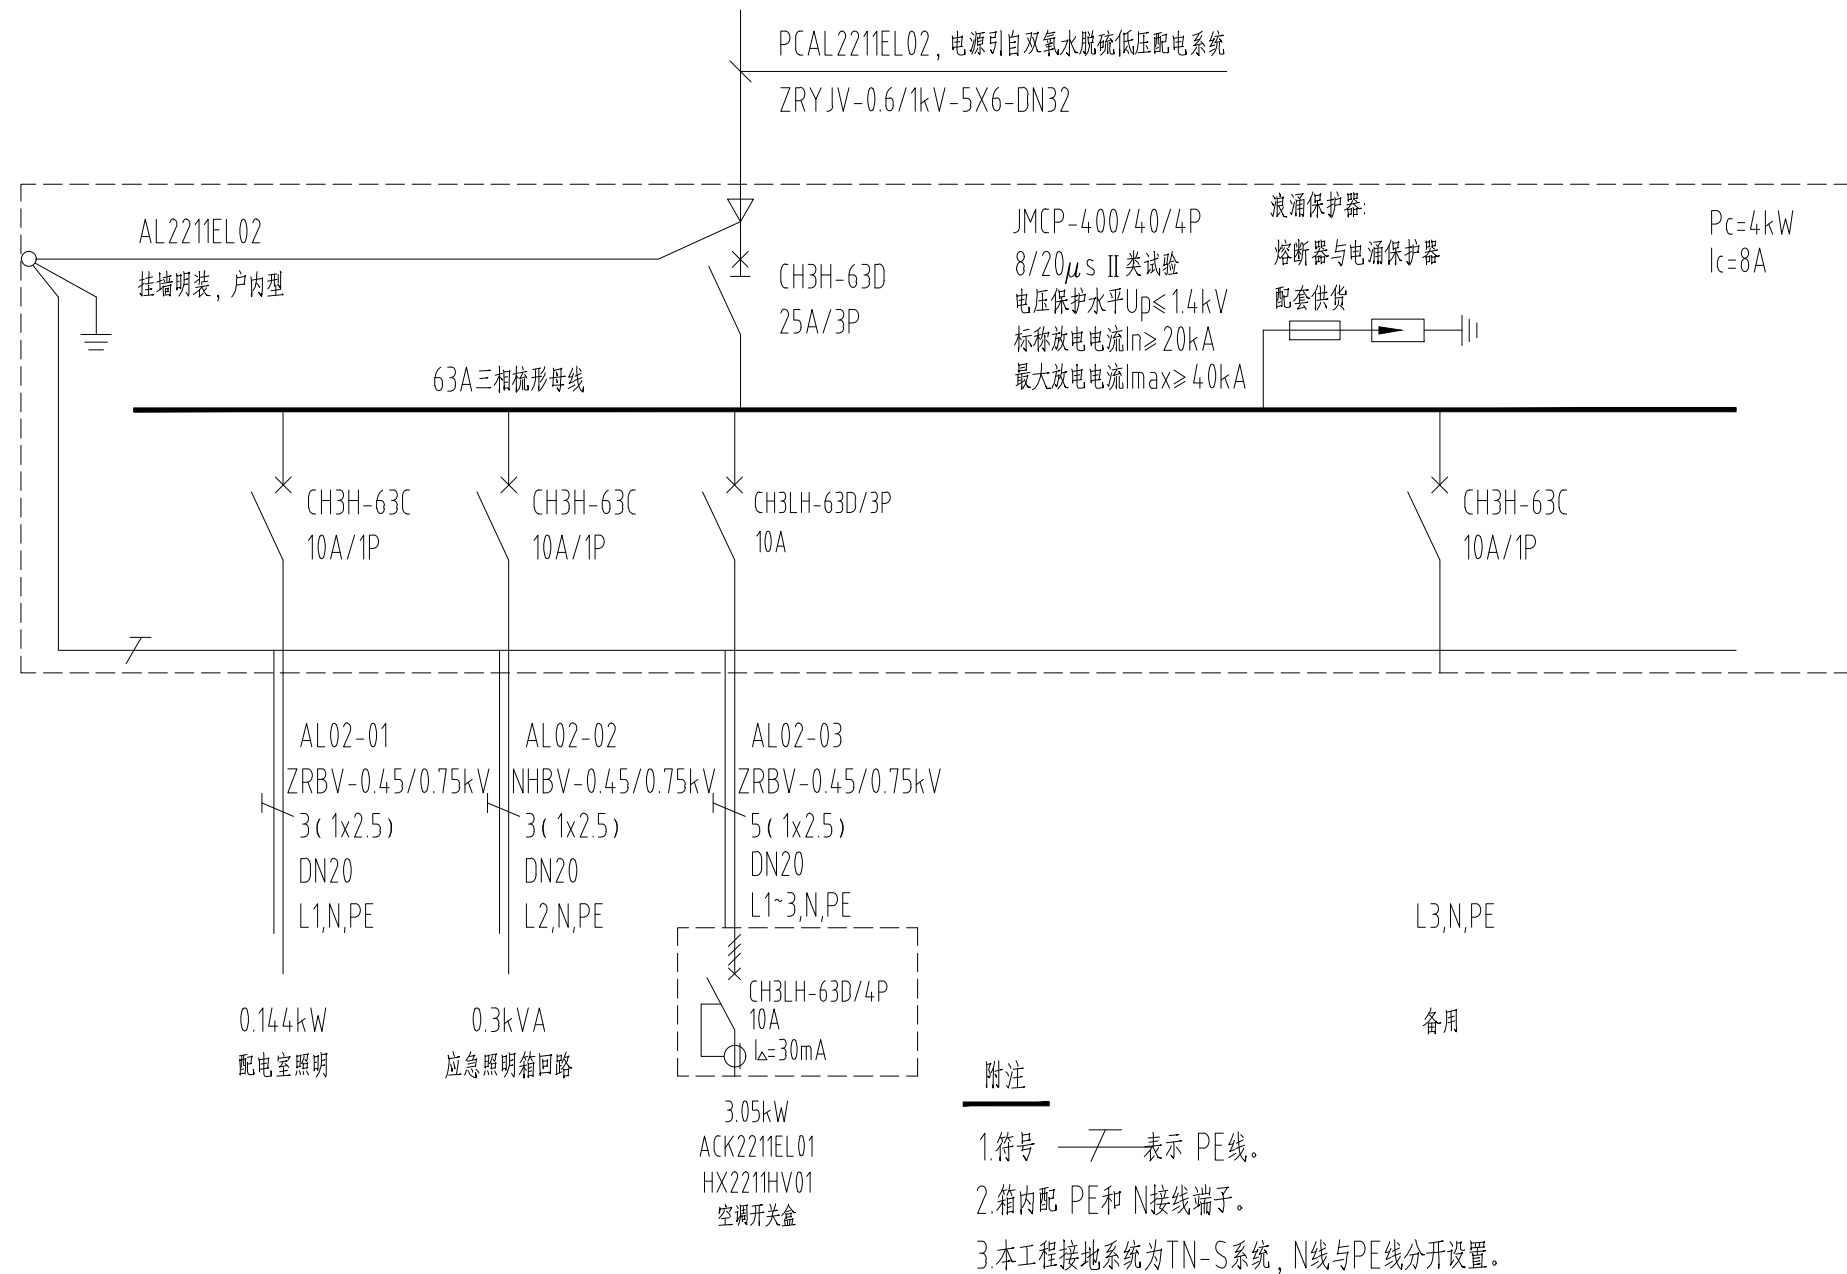 PCAL2211EL02, 电源引自双氧水脱硫低压配电系统
ZRYJV-0.6/1kV-5X6-DN32
AL2211EL02
挂墙明装, 户内型
CH3H-63D
25A/3P
JMCP-400/40/4P
8/20μs Ⅱ类试验
电压保护水平Up≤1.4kV
标称放电电流In≥20kA
最大放电电流Imax≥40kA
浪涌保护器:
熔断器与电涌保护器
配套供货
Pc=4kW
Ic=8A
63A三相梳形母线
CH3H-63C
10A/1P
CH3H-63C
10A/1P
CH3LH-63D/3P
10A
CH3H-63C
10A/1P
AL02-01
ZRBV-0.45/0.75kV
3(1x2.5)
DN20
L1,N,PE
0.144kW
配电室照明
AL02-02
NHBV-0.45/0.75kV
3(1x2.5)
DN20
L2,N,PE
0.3kVA
应急照明箱回路
AL02-03
ZRBV-0.45/0.75kV
5(1x2.5)
DN20
L1~3,N,PE
CH3LH-63D/4P
10A
I△=30mA
3.05kW
ACK2211EL01
HX2211HV01
空调开关盒
L3,N,PE
备用
附注
1.符号 表示 PE线。
2.箱内配 PE和 N接线端子。
3.本工程接地系统为TN-S系统, N线与PE线分开设置。